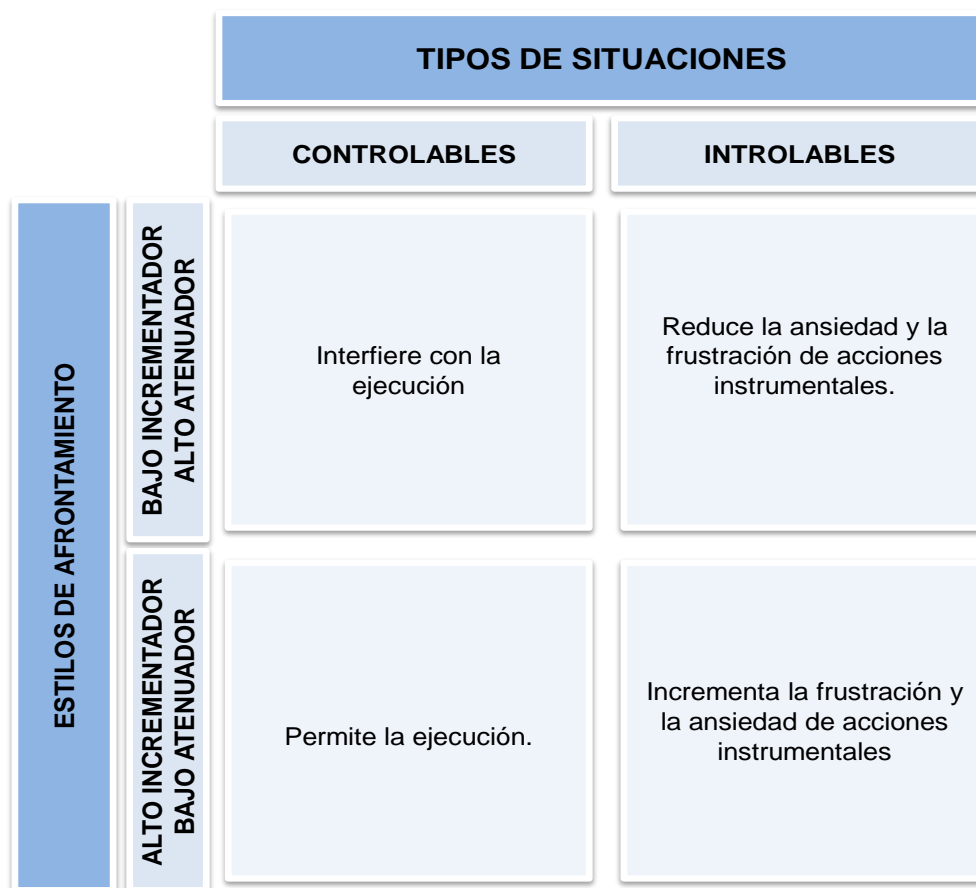 TIPOS DE SITUACIONES
CONTROLABLES
INTROLABLES
ESTILOS DE AFRONTAMIENTO
BAJO INCREMENTADOR
ALTO ATENUADOR
Interfiere con la
ejecución
Reduce la ansiedad y la
frustración de acciones
instrumentales.
ALTO INCREMENTADOR
BAJO ATENUADOR
Permite la ejecución.
Incrementa la frustración y
la ansiedad de acciones
instrumentales